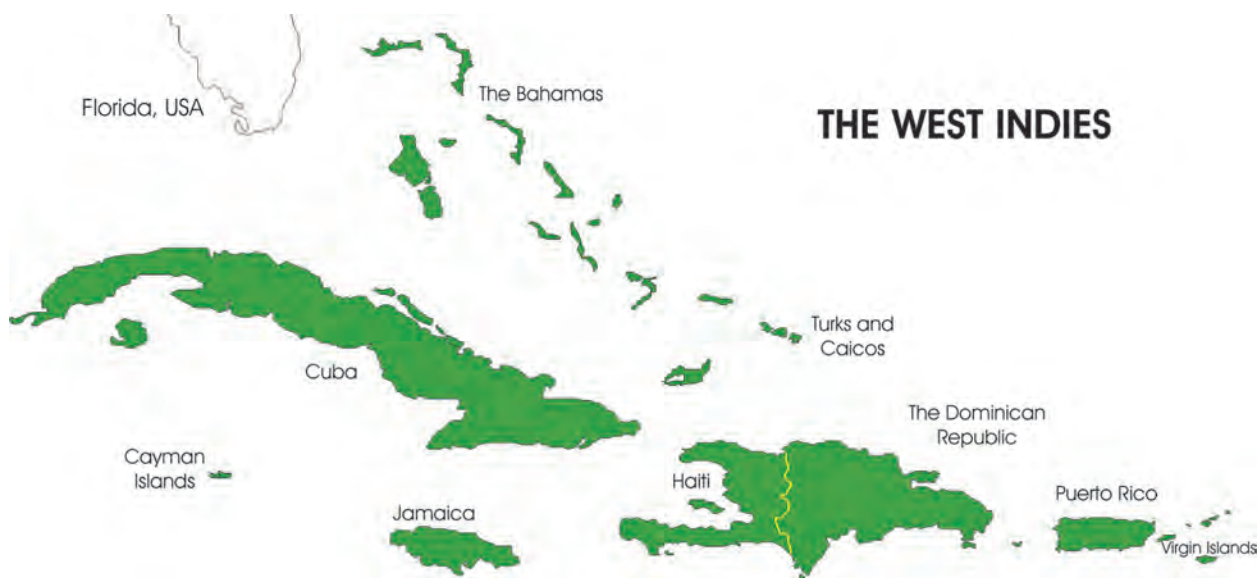 THE WEST INDIES
Florida, USA
The Bahamas
Turks and
Caicos
Cuba
The Dominican
Republic
Cayman
Islands
Haiti
Jamaica
Puerto Rico
Virgin Islands